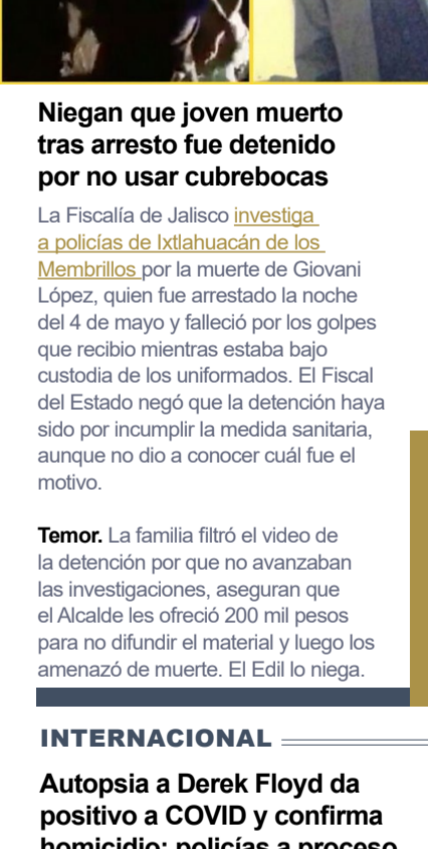 Niegan que joven muerto
tras arresto fue detenido
por no usar cubrebocas
La Fiscalía de Jalisco investiga
a policías de Ixtlahuacán de los
Membrillos por la muerte de Giovani
López, quien fue arrestado la noche
del 4 de mayo y falleció por los golpes
que recibio mientras estaba bajo
custodia de los uniformados. El Fiscal
del Estado negó que la detención haya
sido por incumplir la medida sanitaria,
aunque no dio a conocer cuál fue el
motivo.
Temor. La familia filtró el video de
la detención por que no avanzaban
las investigaciones, aseguran que
el Alcalde les ofreció 200 mil pesos
para no difundir el material y luego los
amenazó de muerte. El Edil lo niega.
INTERNACIONAL
Autopsia a Derek Floyd da
positivo a COVID y confirma
homicidio; policías a proceso